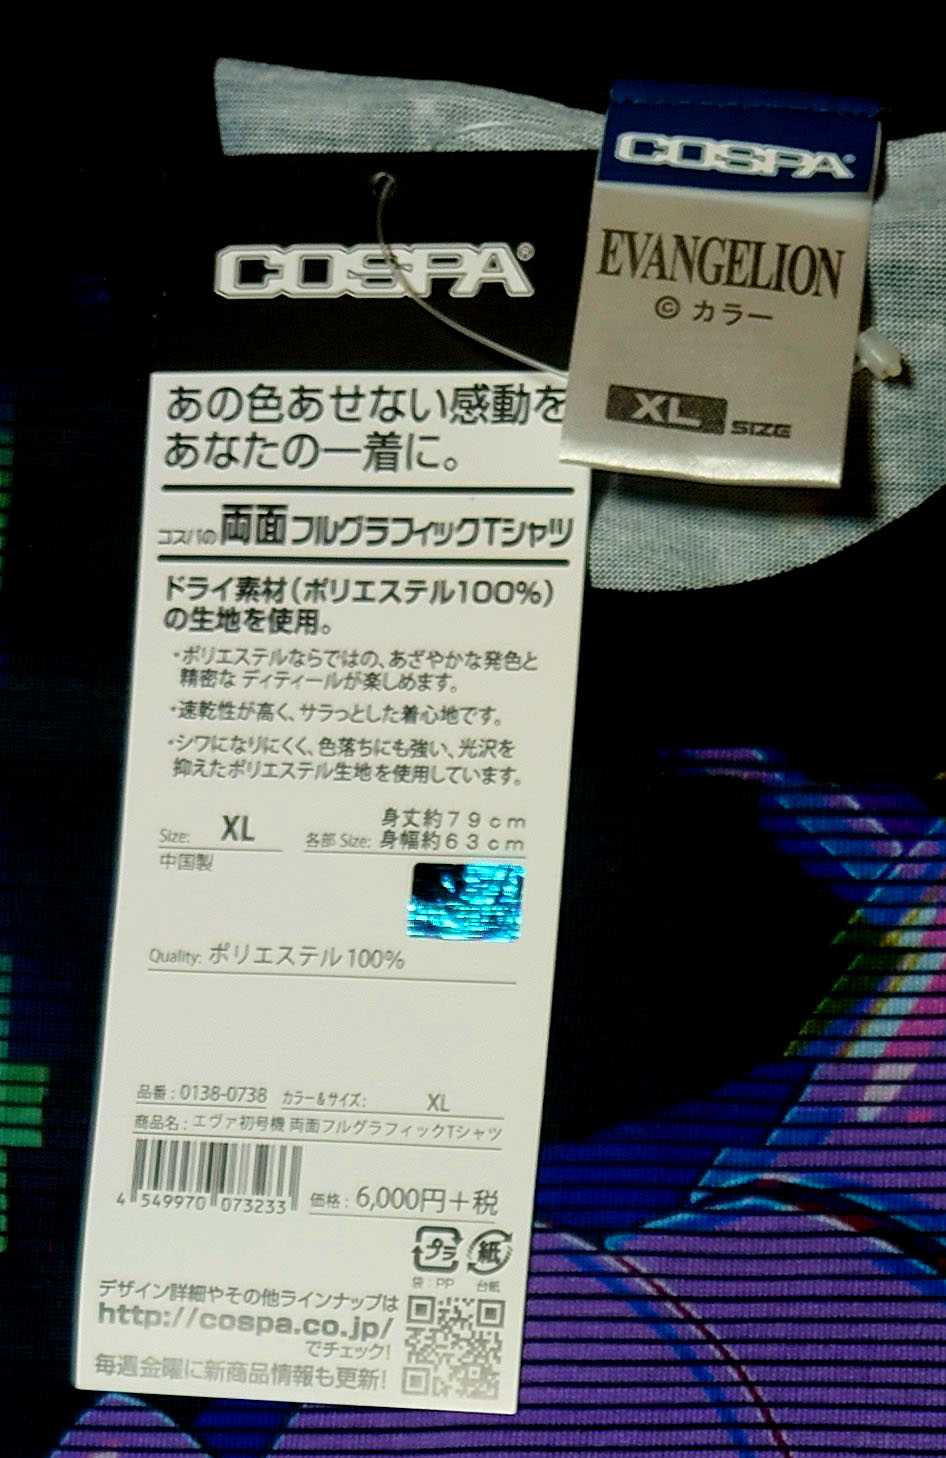 COSPA®
EVANGELION
© カラー
XL SIZE
COSPA®
あの色あせない感動を
あなたの一着に。
コスパの両面フルグラフィックTシャツ
ドライ素材（ポリエステル100%）
の生地を使用。
・ポリエステルならではの、あざやかな発色と
精密な ディティールが楽しめます。
・速乾性が高く、サラっとした着心地です。
・シワになりにくく、色落ちにも強い、光沢を
抑えたポリエステル生地を使用しています。
身丈約79cm
Size: XL 各部 Size: 身幅約63cm
中国製
Quality: ポリエステル100%
品番：0138-0738 カラー&サイズ： XL
商品名：エヴァ初号機 両面フルグラフィックTシャツ
4 549970 073233 価格：6,000円＋税
プラ 紙
袋：PP 台紙
デザイン詳細やその他ラインナップは
http://cospa.co.jp/
でチェック!
毎週金曜に新商品情報も更新!